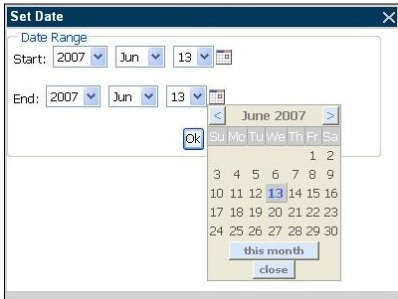 Set Date
Date Range
Start: 2007 Jun 13
End: 2007 Jun 13
< June 2007 >
Ok
Su Mo Tu We Th Fr Sa
1 2
3 4 5 6 7 8 9
10 11 12 13 14 15 16
17 18 19 20 21 22 23
24 25 26 27 28 29 30
this month
close